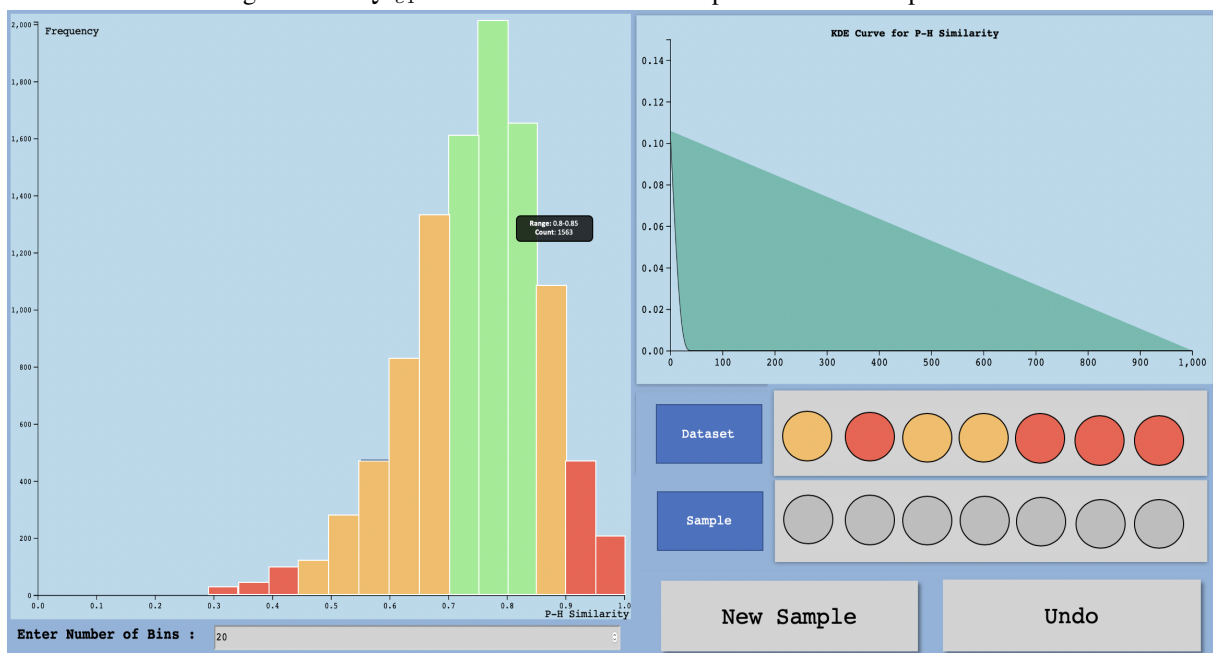 Frequency
2,000
1,800
1,600
1,400
1,200
1,000
800
600
400
200
0
0.0 0.1 0.2 0.3 0.4 0.5 0.6 0.7 0.8 0.9 1.0
P-H Similarity
Range: 0.8-0.85
Count: 1563
Enter Number of Bins : 20
KDE Curve for P-H Similarity
0.14
0.12
0.10
0.08
0.06
0.04
0.02
0.00
0 100 200 300 400 500 600 700 800 900 1,000
Dataset
Sample
New Sample Undo